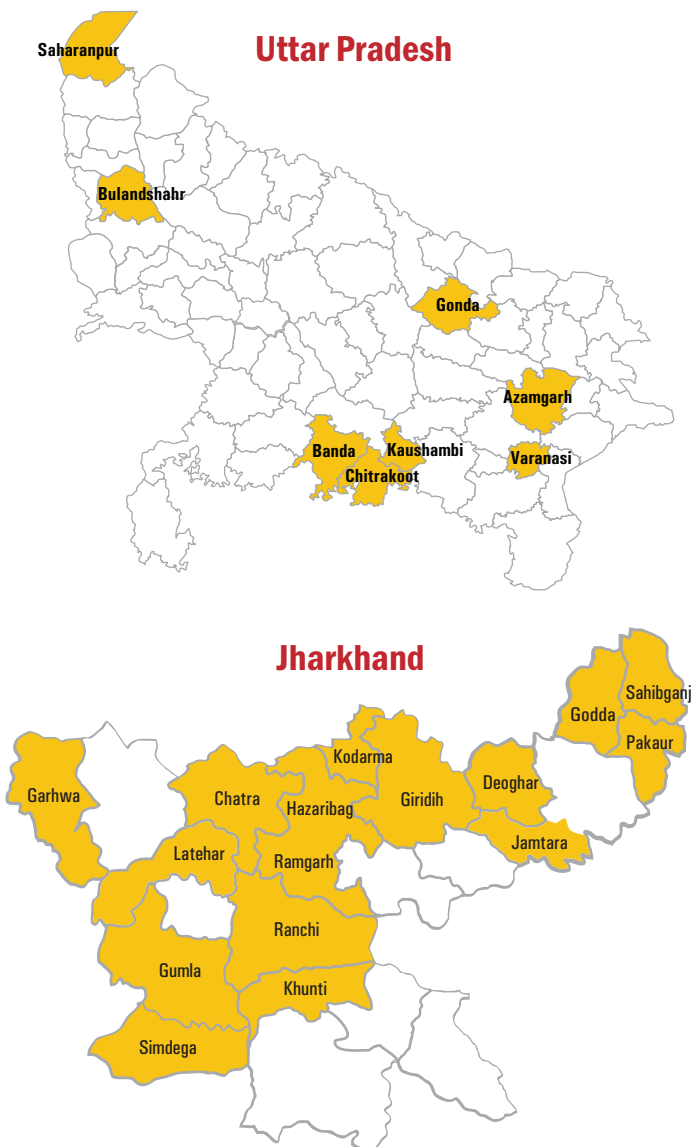 Uttar Pradesh
Saharanpur
Bulandshahr
Gonda
Azamgarh
Banda
Kaushambi
Varanasi
Chitrakoot
Jharkhand
Sahibganj
Godda
Pakaur
Kodarma
Deoghar
Garhwa
Chatra
Hazaribag
Giridih
Jamtara
Latehar
Ramgarh
Ranchi
Gumla
Khunti
Simdega